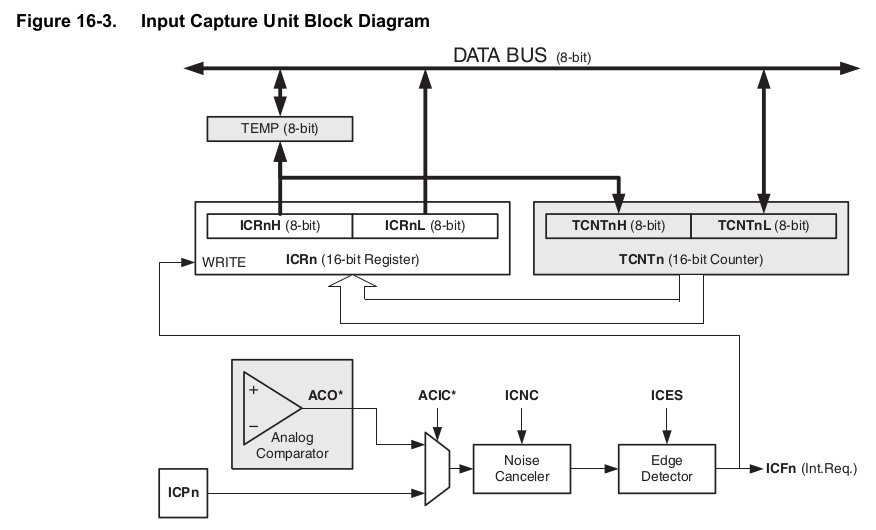 Figure 16-3. Input Capture Unit Block Diagram
DATA BUS (8-bit)
TEMP (8-bit)
ICRnH (8-bit) ICRnL (8-bit) TCNTnH (8-bit) TCNTnL (8-bit)
WRITE ICRn (16-bit Register) TCNTn (16-bit Counter)
+ ACO* ACIC* ICNC ICES
−
Analog
Comparator
Noise
Canceler
Edge
Detector
ICFn (Int.Req.)
ICPn